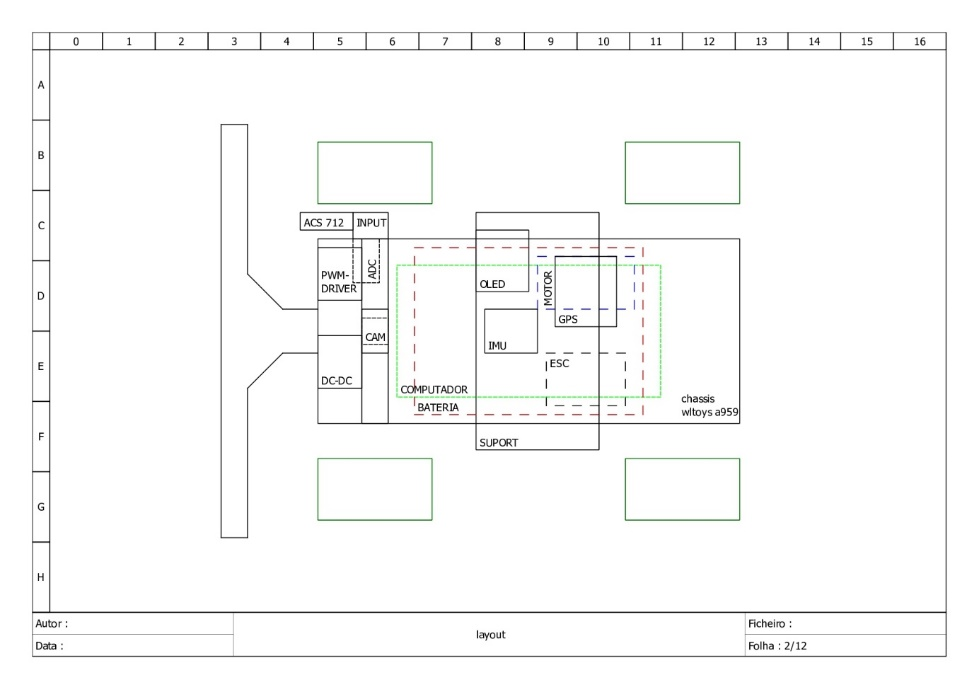 0 1 2 3 4 5 6 7 8 9 10 11 12 13 14 15 16
A
B
C
D
E
F
G
H
ACS 712
INPUT
PWM-
DRIVER
ADC
CAM
DC-DC
OLED
MOTOR
GPS
IMU
ESC
COMPUTADOR
BATERIA
SUPORT
chassis
wltoys a959
Autor :
Data :
layout
Ficheiro :
Folha : 2/12